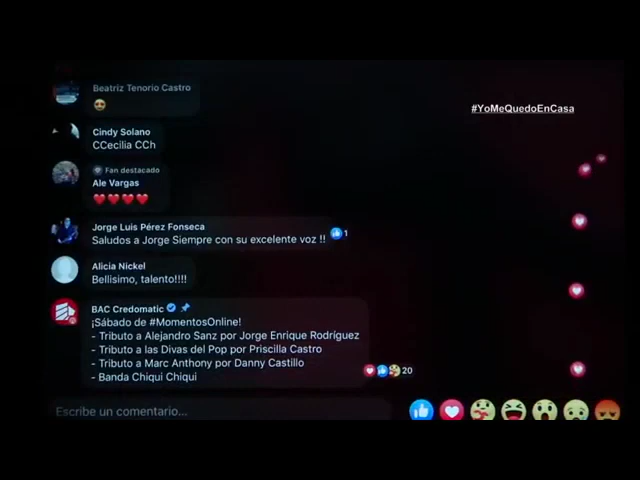 Beatriz Tenorio Castro
#YoMeQuedoEnCasa
Cindy Solano
CCecilia CCh
Fan destacado
Ale Vargas
Jorge Luis Pérez Fonseca
Saludos a Jorge Siempre con su excelente voz !!
1
Alicia Nickel
Bellisimo, talento!!!!
BAC Credomatic
¡Sábado de #MomentosOnline!
- Tributo a Alejandro Sanz por Jorge Enrique Rodríguez
- Tributo a las Divas del Pop por Priscilla Castro
- Tributo a Marc Anthony por Danny Castillo
- Banda Chiqui Chiqui
20
Escribe un comentario...